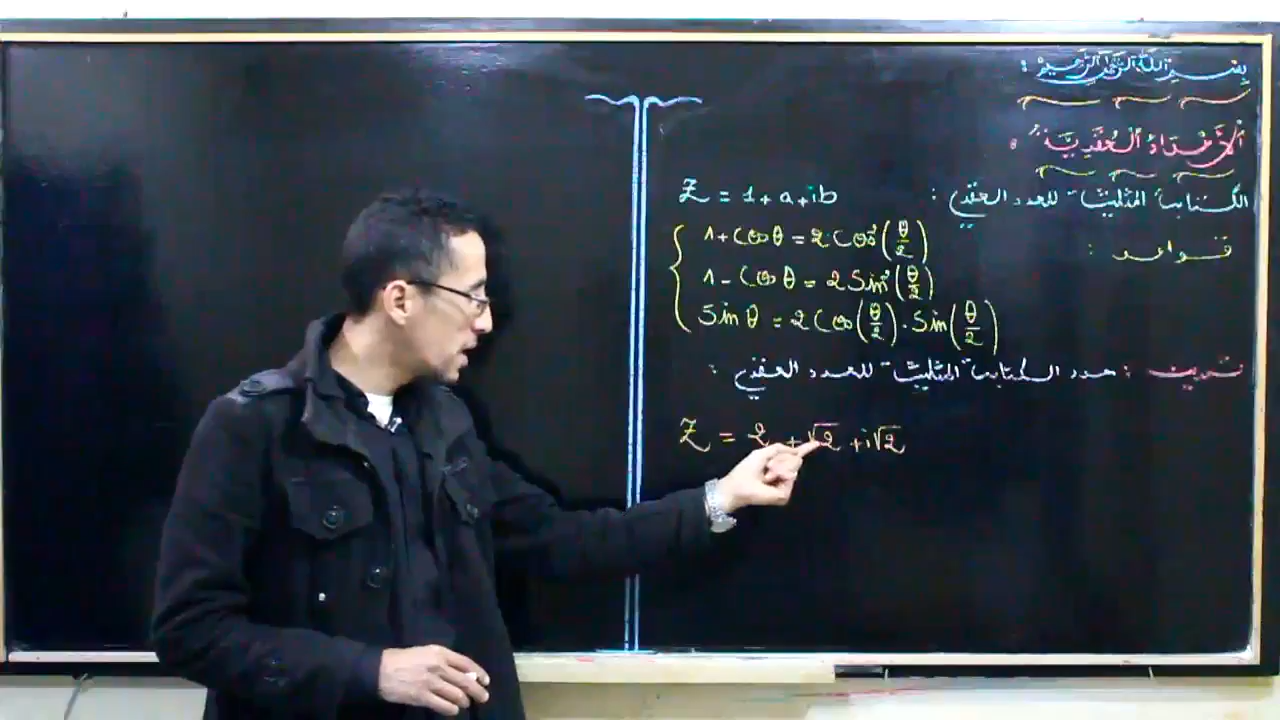 بسم الله الرحمن الرحيم :
الأعداد العقدية :
الكتابة المثلثية للعدد العقدي : Z = 1 + a + ib
قواعد :
1 + Cos θ = 2 Cos²(θ/2)
1 - Cos θ = 2 Sin²(θ/2)
Sin θ = 2 Cos(θ/2) . Sin(θ/2)
تمرين : حدد الكتابة المثلثية للعدد العقدي :
Z = 2 + √2 + i√2